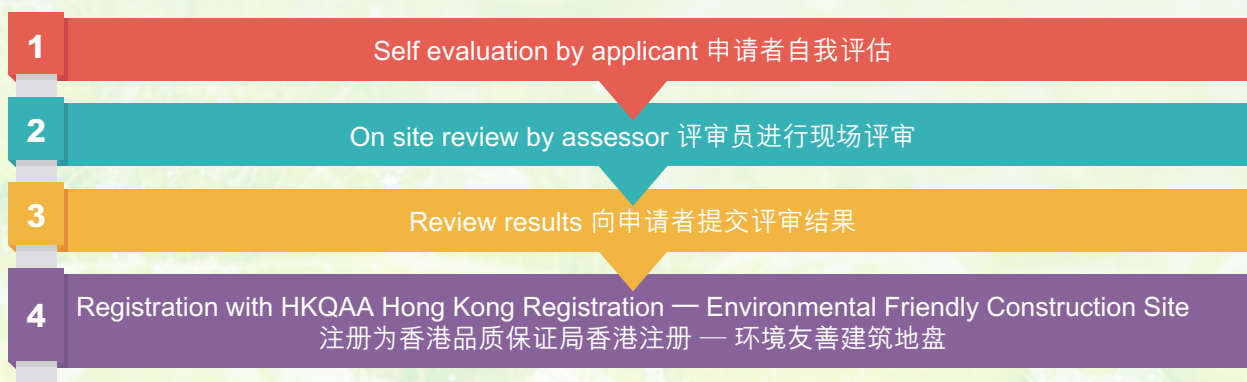 1
Self evaluation by applicant 申请者自我评估
2
On site review by assessor 评审员进行现场评审
3
Review results 向申请者提交评审结果
4
Registration with HKQAA Hong Kong Registration — Environmental Friendly Construction Site
注册为香港品质保证局香港注册 — 环境友善建筑地盘